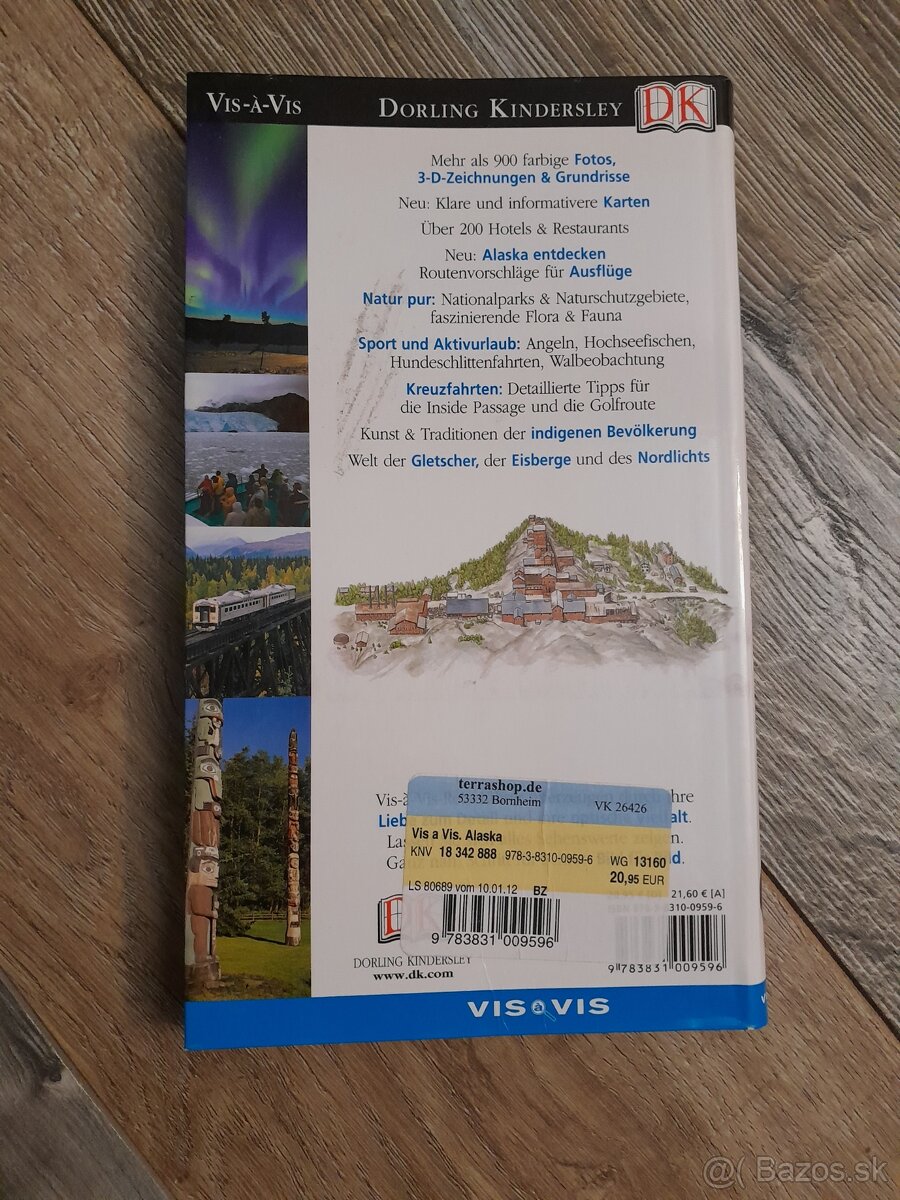 VIS-À-VIS
DORLING KINDERSLEY
DK
Mehr als 900 farbige Fotos,
3-D-Zeichnungen & Grundrisse
Neu: Klare und informativere Karten
Über 200 Hotels & Restaurants
Neu: Alaska entdecken
Routenvorschläge für Ausflüge
Natur pur: Nationalparks & Naturschutzgebiete,
faszinierende Flora & Fauna
Sport und Aktivurlaub: Angeln, Hochseefischen,
Hundeschlittenfahrten, Walbeobachtung
Kreuzfahrten: Detaillierte Tipps für
die Inside Passage und die Golfroute
Kunst & Traditionen der indigenen Bevölkerung
Welt der Gletscher, der Eisberge und des Nordlichts
terrashop.de
53332 Bornheim
VK 26426
Vis a Vis. Alaska
KNV 18 342 888 978-3-8310-0959-6
WG 13160
20,95 EUR
LS 80689 vom 10.01.12 BZ
9 783831 009596
21,60 € [A]
9 783831 009596
DORLING KINDERSLEY
www.dk.com
VIS à VIS
@( Bazos.sk